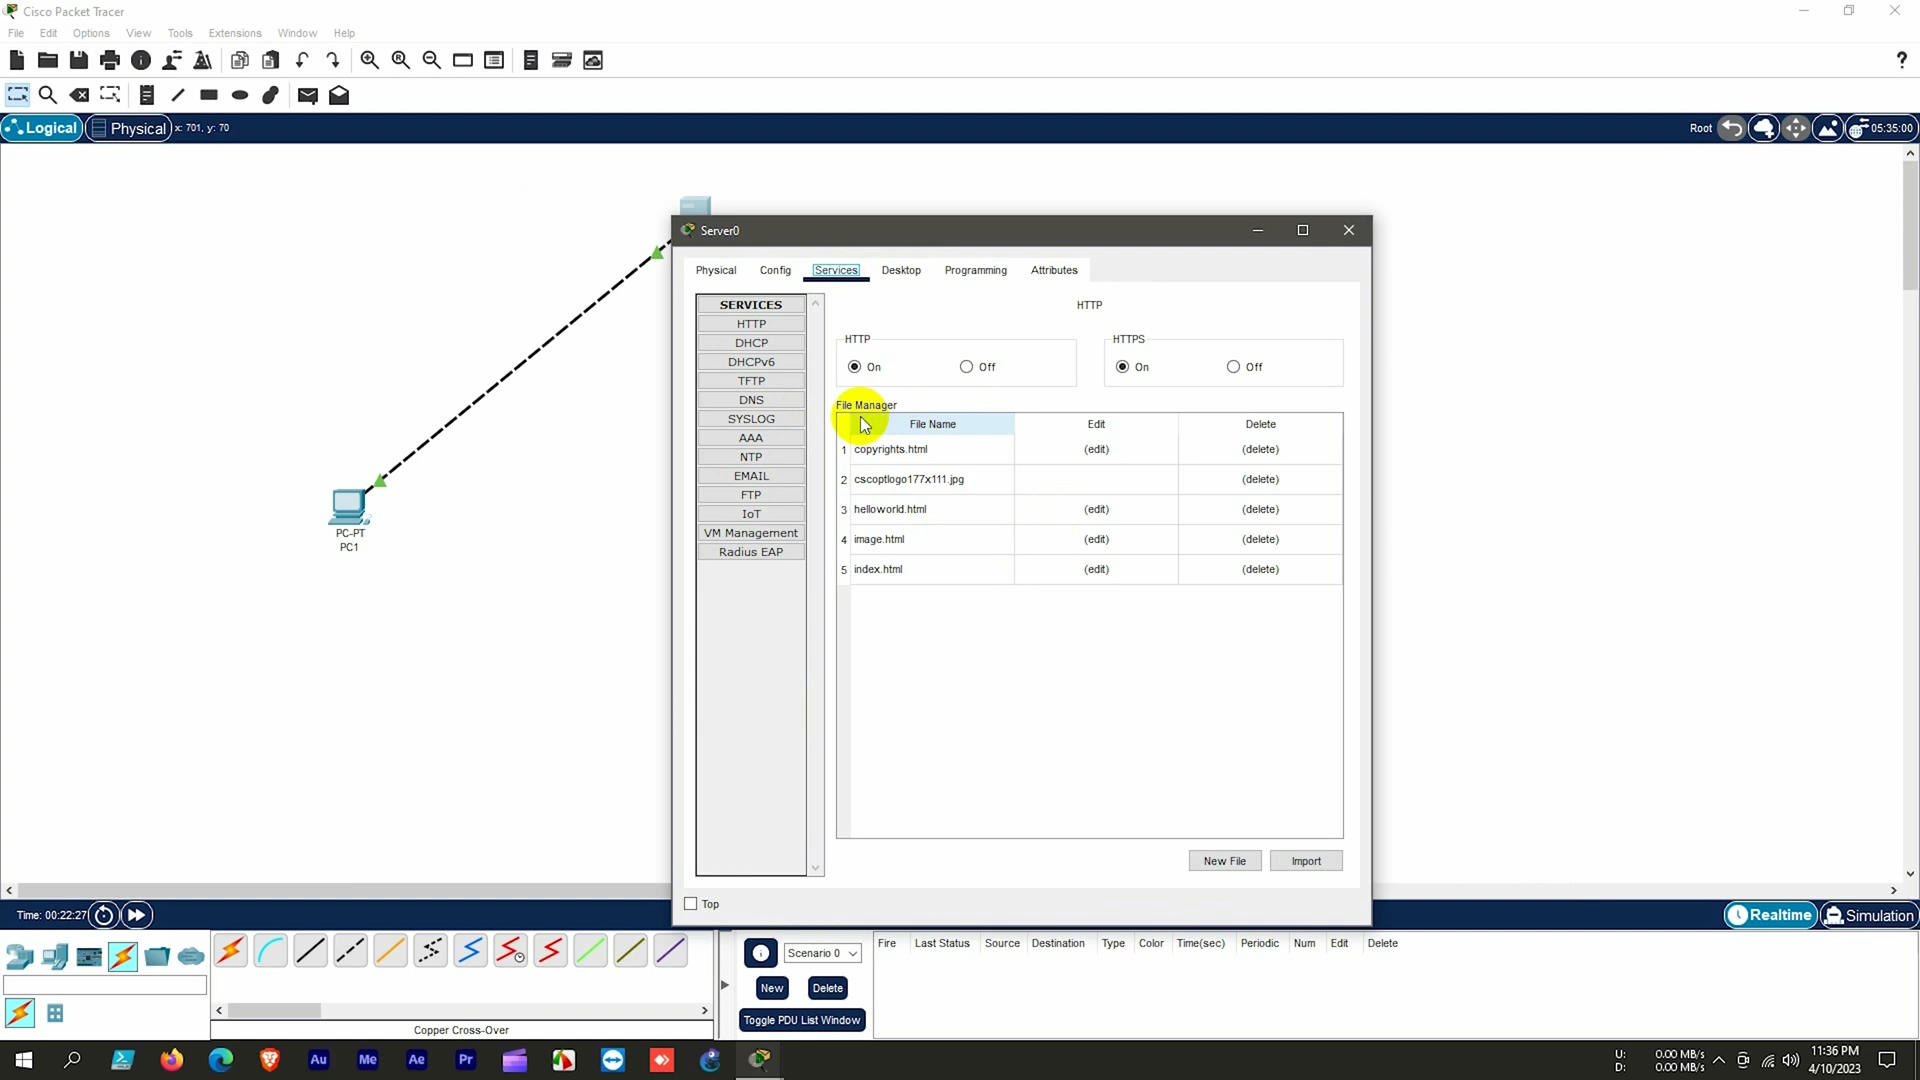 Cisco Packet Tracer
File Edit Options View Tools Extensions Window Help
Logical Physical x: 701, y: 70 Root 05:35:00
Server0
Physical Config Services Desktop Programming Attributes
SERVICES
HTTP
DHCP
DHCPv6
TFTP
DNS
SYSLOG
AAA
NTP
EMAIL
FTP
IoT
VM Management
Radius EAP
HTTP
HTTP HTTPS
On Off On Off
File Manager
File Name Edit Delete
1 copyrights.html (edit) (delete)
2 cscoptlogo177x111.jpg (delete)
3 helloworld.html (edit) (delete)
4 image.html (edit) (delete)
5 index.html (edit) (delete)
New File Import
Top
PC-PT
PC1
Time: 00:22:27 Realtime Simulation
Scenario 0
New Delete
Toggle PDU List Window
Fire Last Status Source Destination Type Color Time(sec) Periodic Num Edit Delete
Copper Cross-Over
Au Me Ae Pr
U: 0.00 MB/s
D: 0.00 MB/s
11:36 PM
4/10/2023